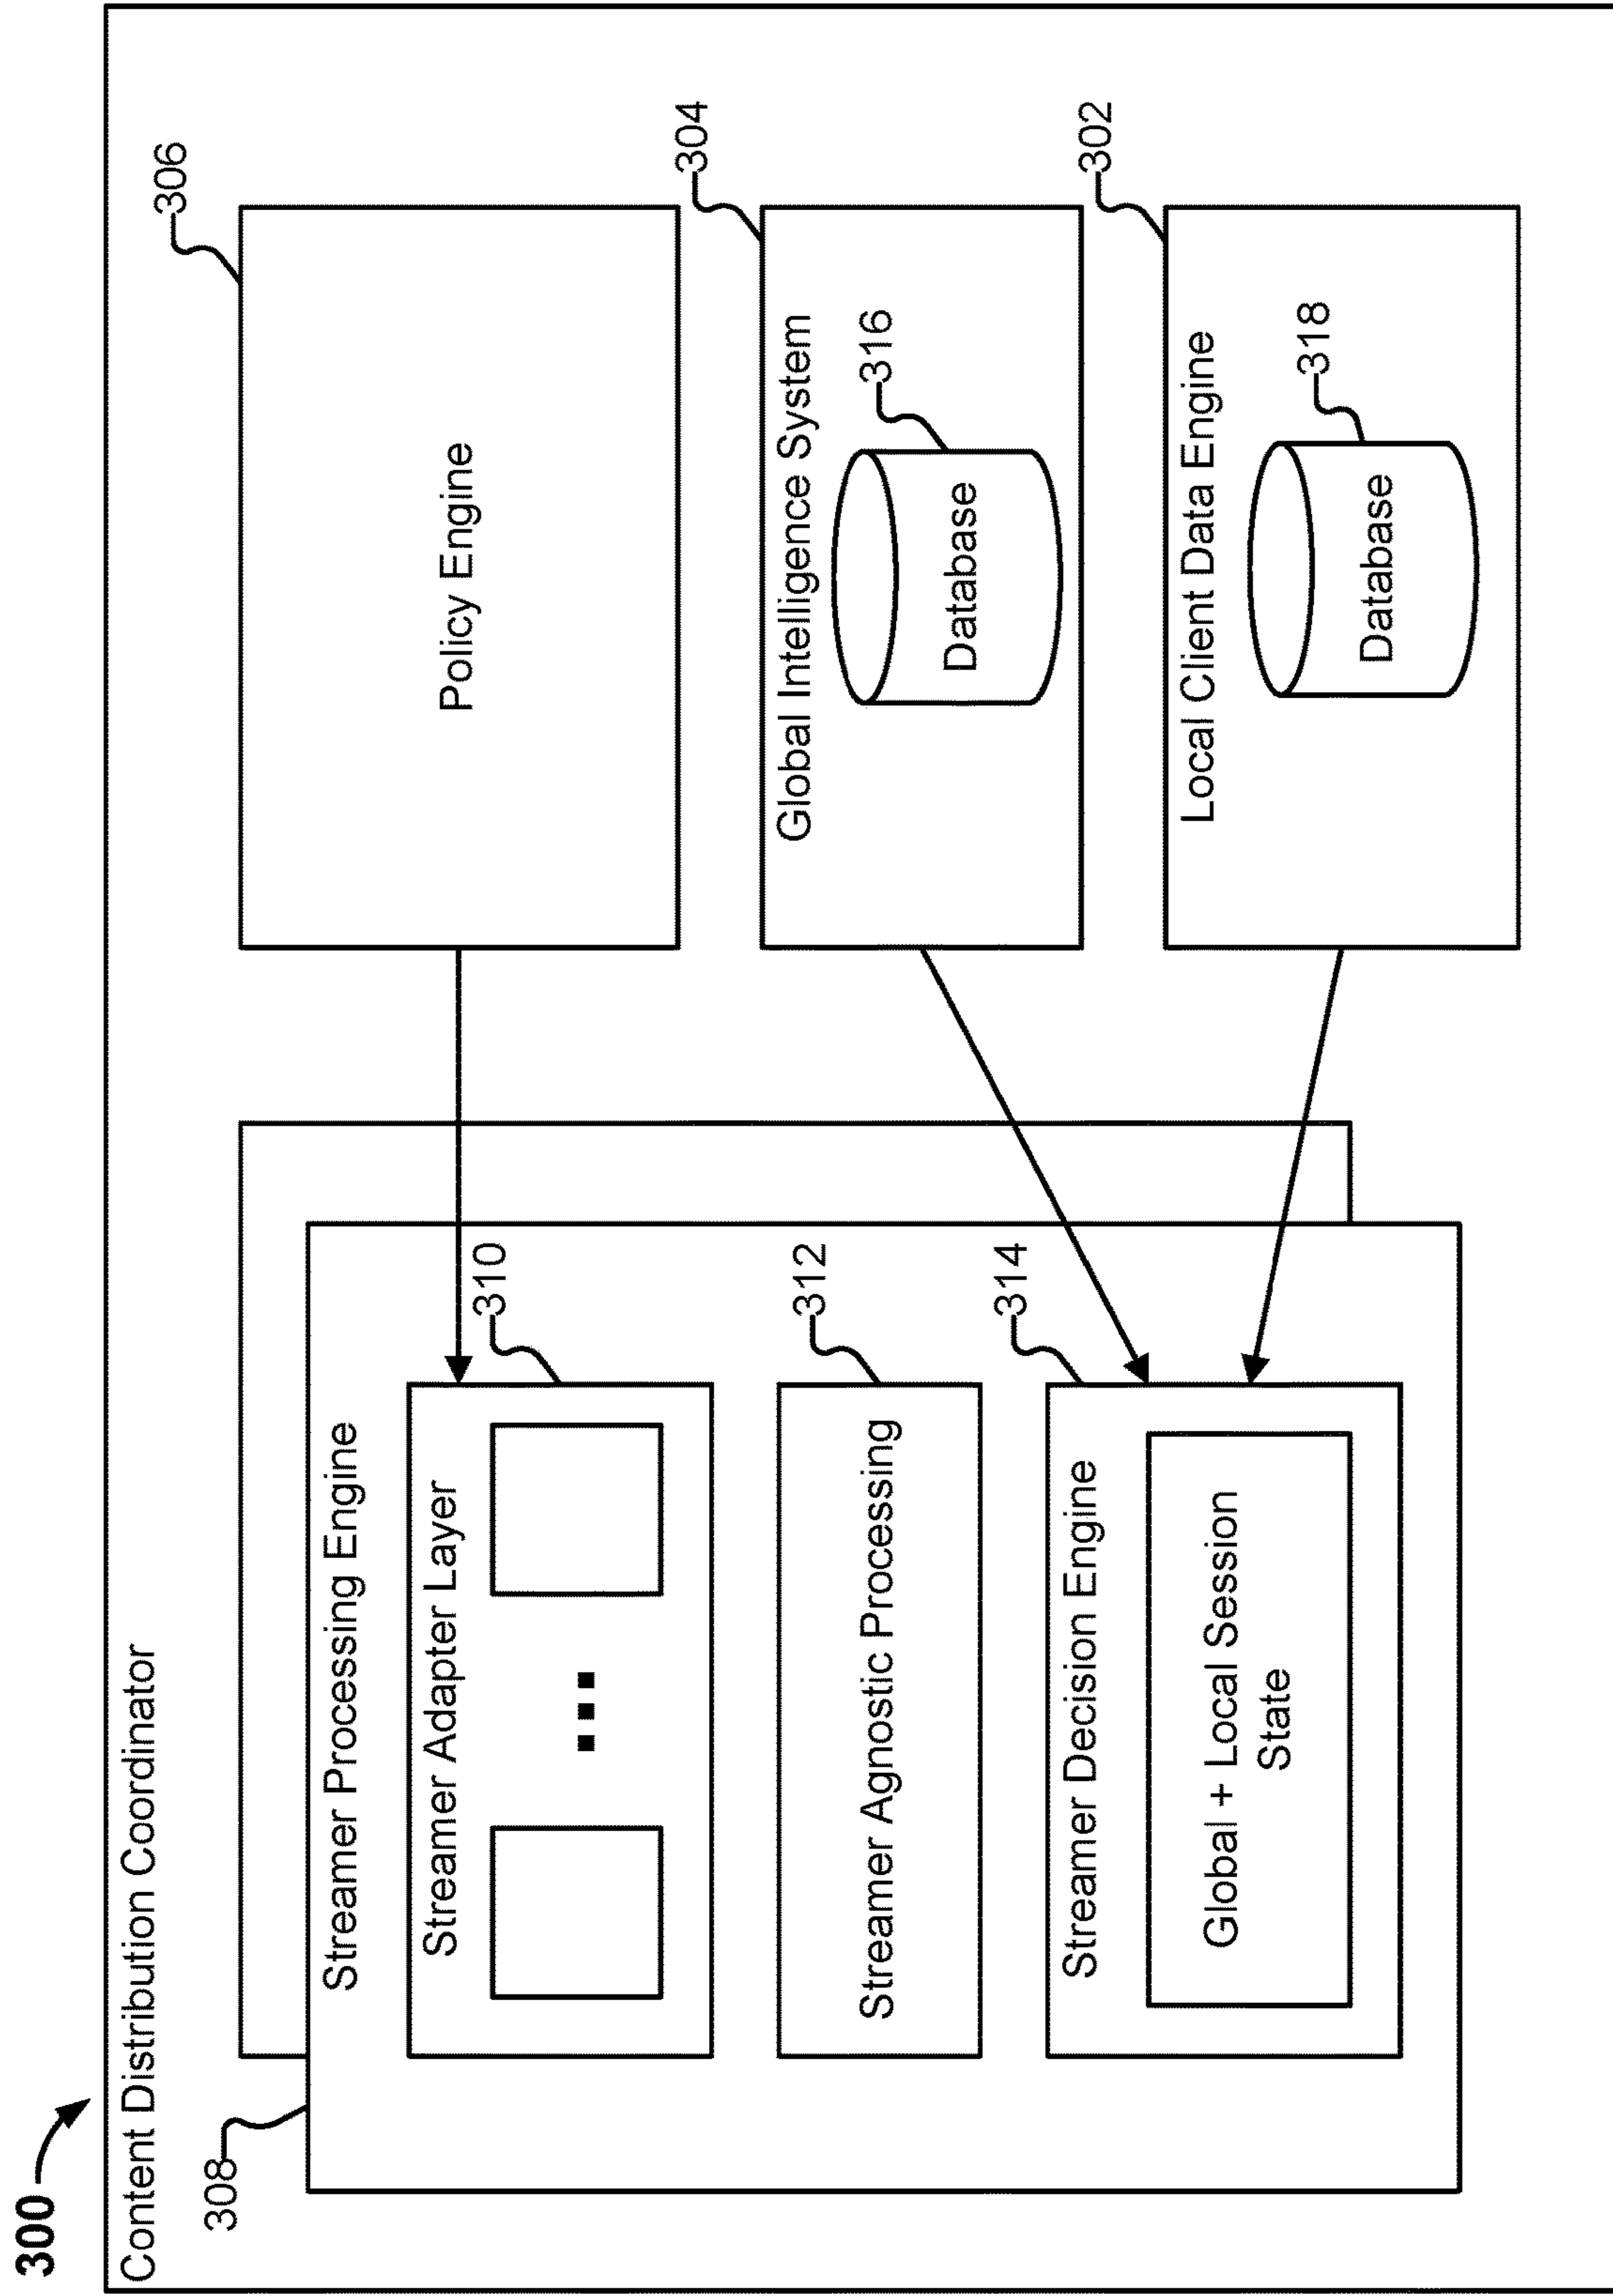 300
Content Distribution Coordinator
308
Streamer Processing Engine
Streamer Adapter Layer
310
Streamer Agnostic Processing
312
Streamer Decision Engine
314
Global + Local Session
State
306
Policy Engine
304
Global Intelligence System
316
Database
302
Local Client Data Engine
318
Database